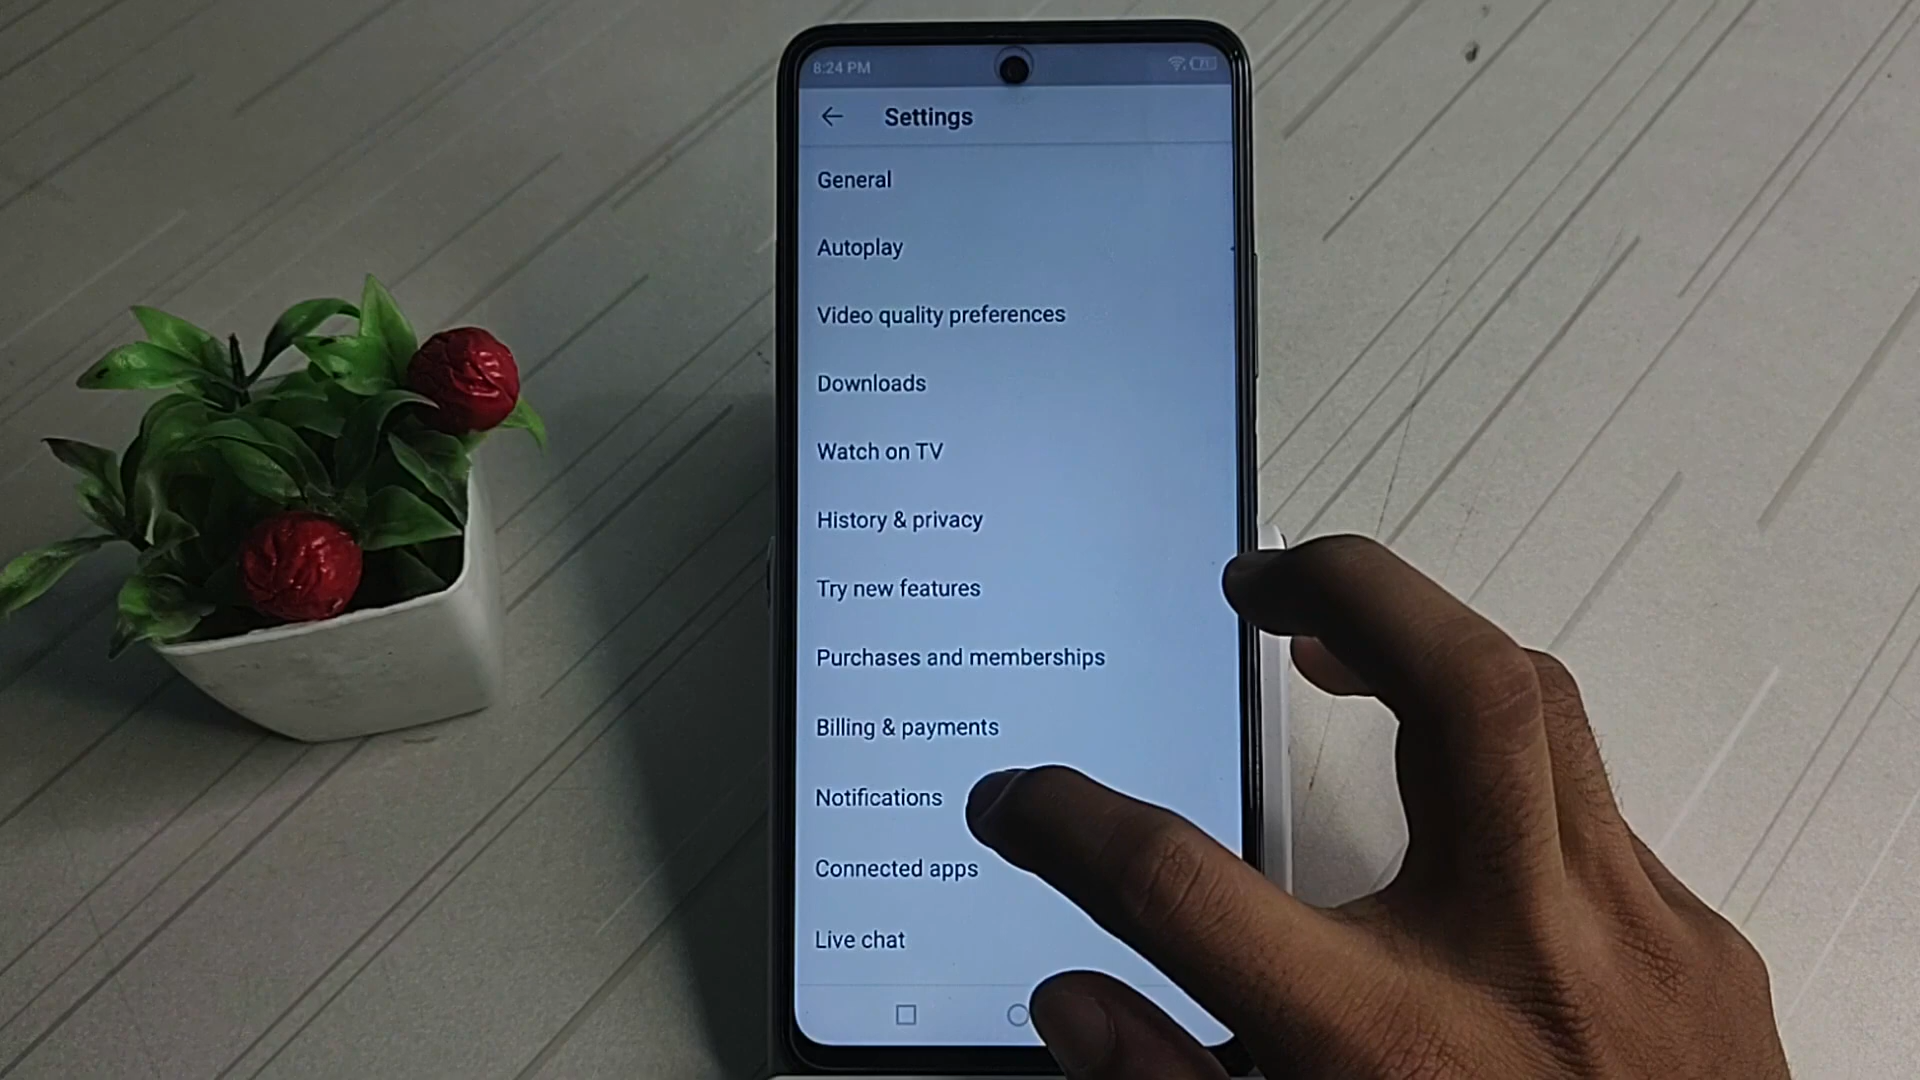 8:24 PM
71
Settings
General
Autoplay
Video quality preferences
Downloads
Watch on TV
History & privacy
Try new features
Purchases and memberships
Billing & payments
Notifications
Connected apps
Live chat